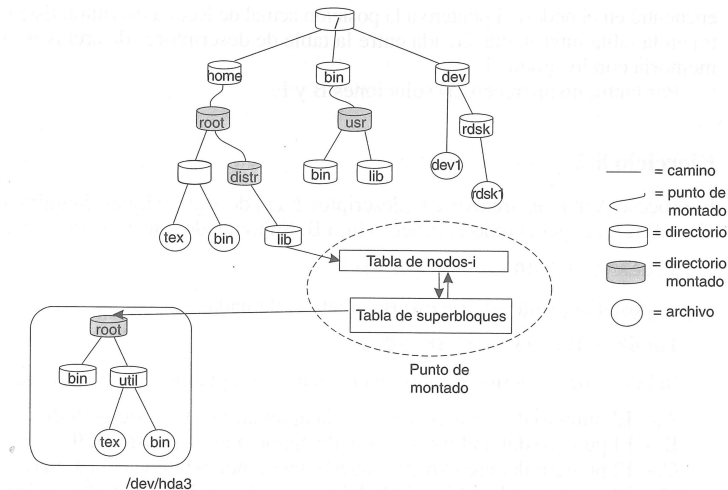 home
bin
dev
root
usr
rdsk
distr
bin
lib
dev1
rdsk1
tex
bin
lib
= camino
= punto de
montado
= directorio
= directorio
montado
= archivo
Tabla de nodos-i
Tabla de superbloques
Punto de
montado
root
bin
util
tex
bin
/dev/hda3